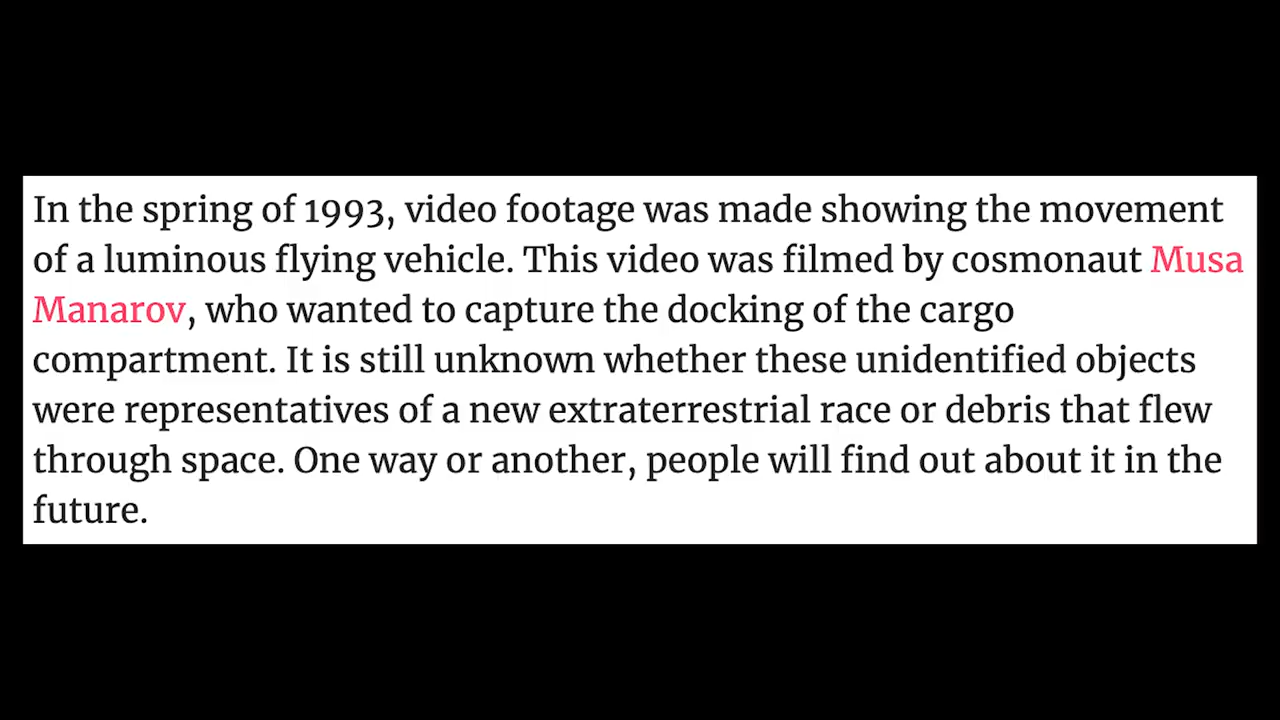 In the spring of 1993, video footage was made showing the movement
of a luminous flying vehicle. This video was filmed by cosmonaut Musa
Manarov, who wanted to capture the docking of the cargo
compartment. It is still unknown whether these unidentified objects
were representatives of a new extraterrestrial race or debris that flew
through space. One way or another, people will find out about it in the
future.